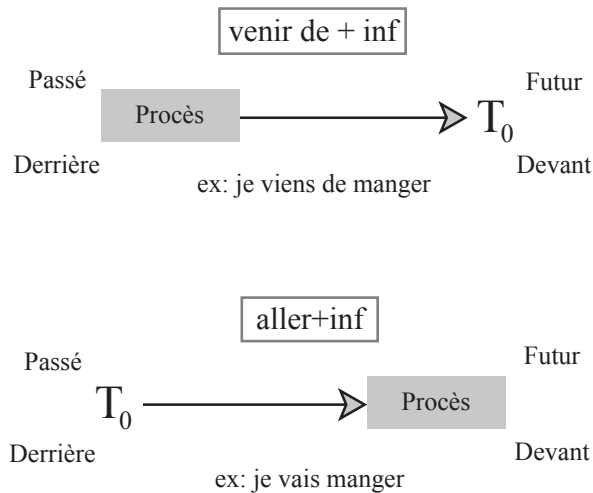 venir de + inf
Passé
Futur
Procès
T0
Derrière
Devant
ex: je viens de manger
aller+inf
Passé
Futur
T0
Procès
Derrière
Devant
ex: je vais manger